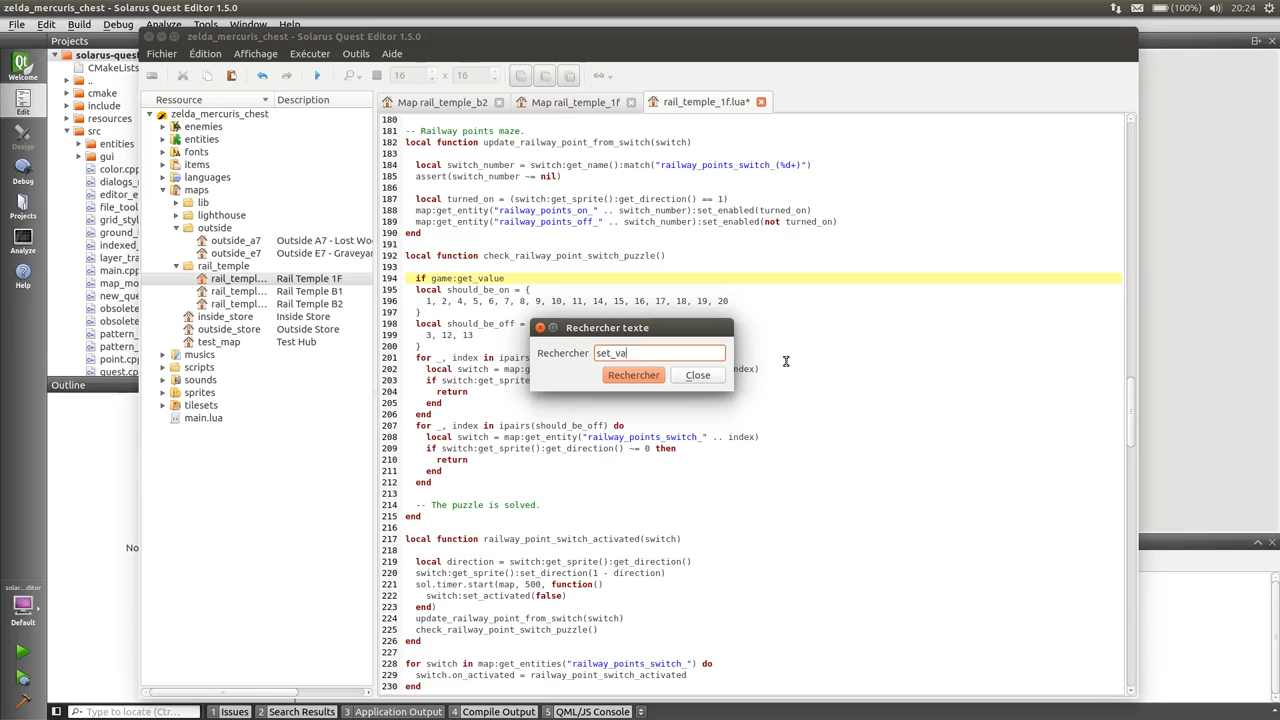 zelda_mercuris_chest - Solarus Quest Editor 1.5.0
(100%) 20:24
File Edit Build Debug Analyze Tools Window Help
Projects
zelda_mercuris_chest - Solarus Quest Editor 1.5.0
Fichier Édition Affichage Exécuter Outils Aide
16 x 16
Welcome
Edit
Design
Debug
Projects
Analyze
Help
solar...ditor
Default
solarus-quest
CMakeLists
..
cmake
include
resources
src
entities
gui
color.cpp
dialogs_
editor_e
file_tool
grid_styl
ground_
indexed_
layer_tra
main.cpp
map_mo
new_que
obsolete
obsolete
pattern_
pattern_
point.cp
quest.cp
Outline
No
Ressource Description
zelda_mercuris_chest
enemies
entities
fonts
items
languages
maps
lib
lighthouse
outside
outside_a7 Outside A7 - Lost Wo
outside_e7 Outside E7 - Graveyar
rail_temple
rail_templ... Rail Temple 1F
rail_templ... Rail Temple B1
rail_templ... Rail Temple B2
inside_store Inside Store
outside_store Outside Store
test_map Test Hub
musics
scripts
sounds
sprites
tilesets
main.lua
Map rail_temple_b2 Map rail_temple_1f rail_temple_1f.lua*
180
181 -- Railway points maze.
182 local function update_railway_point_from_switch(switch)
183
184 local switch_number = switch:get_name():match("railway_points_switch_(%d+)")
185 assert(switch_number ~= nil)
186
187 local turned_on = (switch:get_sprite():get_direction() == 1)
188 map:get_entity("railway_points_on_" .. switch_number):set_enabled(turned_on)
189 map:get_entity("railway_points_off_" .. switch_number):set_enabled(not turned_on)
190 end
191
192 local function check_railway_point_switch_puzzle()
193
194 if game:get_value
195 local should_be_on = {
196 1, 2, 4, 5, 6, 7, 8, 9, 10, 11, 14, 15, 16, 17, 18, 19, 20
197 }
198 local should_be_off =
199 3, 12, 13
200 }
201 for _, index in ipairs(should
202 local switch = map:get_enti ndex)
203 if switch:get_sprite
204 return
205 end
206 end
207 for _, index in ipairs(should_be_off) do
208 local switch = map:get_entity("railway_points_switch_" .. index)
209 if switch:get_sprite():get_direction() ~= 0 then
210 return
211 end
212 end
213
214 -- The puzzle is solved.
215 end
216
217 local function railway_point_switch_activated(switch)
218
219 local direction = switch:get_sprite():get_direction()
220 switch:get_sprite():set_direction(1 - direction)
221 sol.timer.start(map, 500, function()
222 switch:set_activated(false)
223 end)
224 update_railway_point_from_switch(switch)
225 check_railway_point_switch_puzzle()
226 end
227
228 for switch in map:get_entities("railway_points_switch_") do
229 switch.on_activated = railway_point_switch_activated
230 end
Rechercher texte
Rechercher set_va
Rechercher Close
Type to locate (Ctrl... 1 Issues 2 Search Results 3 Application Output 4 Compile Output 5 QML/JS Console